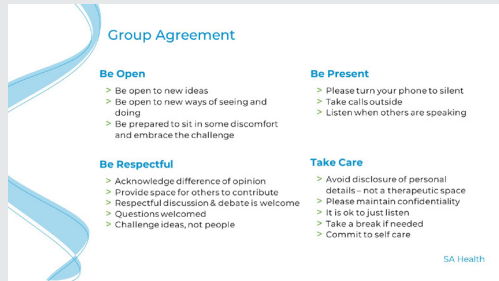 Group Agreement
Be Open
> Be open to new ideas
> Be open to new ways of seeing and
doing
> Be prepared to sit in some discomfort
and embrace the challenge
Be Respectful
> Acknowledge difference of opinion
> Provide space for others to contribute
> Respectful discussion & debate is welcome
> Questions welcomed
> Challenge ideas, not people
Be Present
> Please turn your phone to silent
> Take calls outside
> Listen when others are speaking
Take Care
> Avoid disclosure of personal
details – not a therapeutic space
> Please maintain confidentiality
> It is ok to just listen
> Take a break if needed
> Commit to self care
SA Health